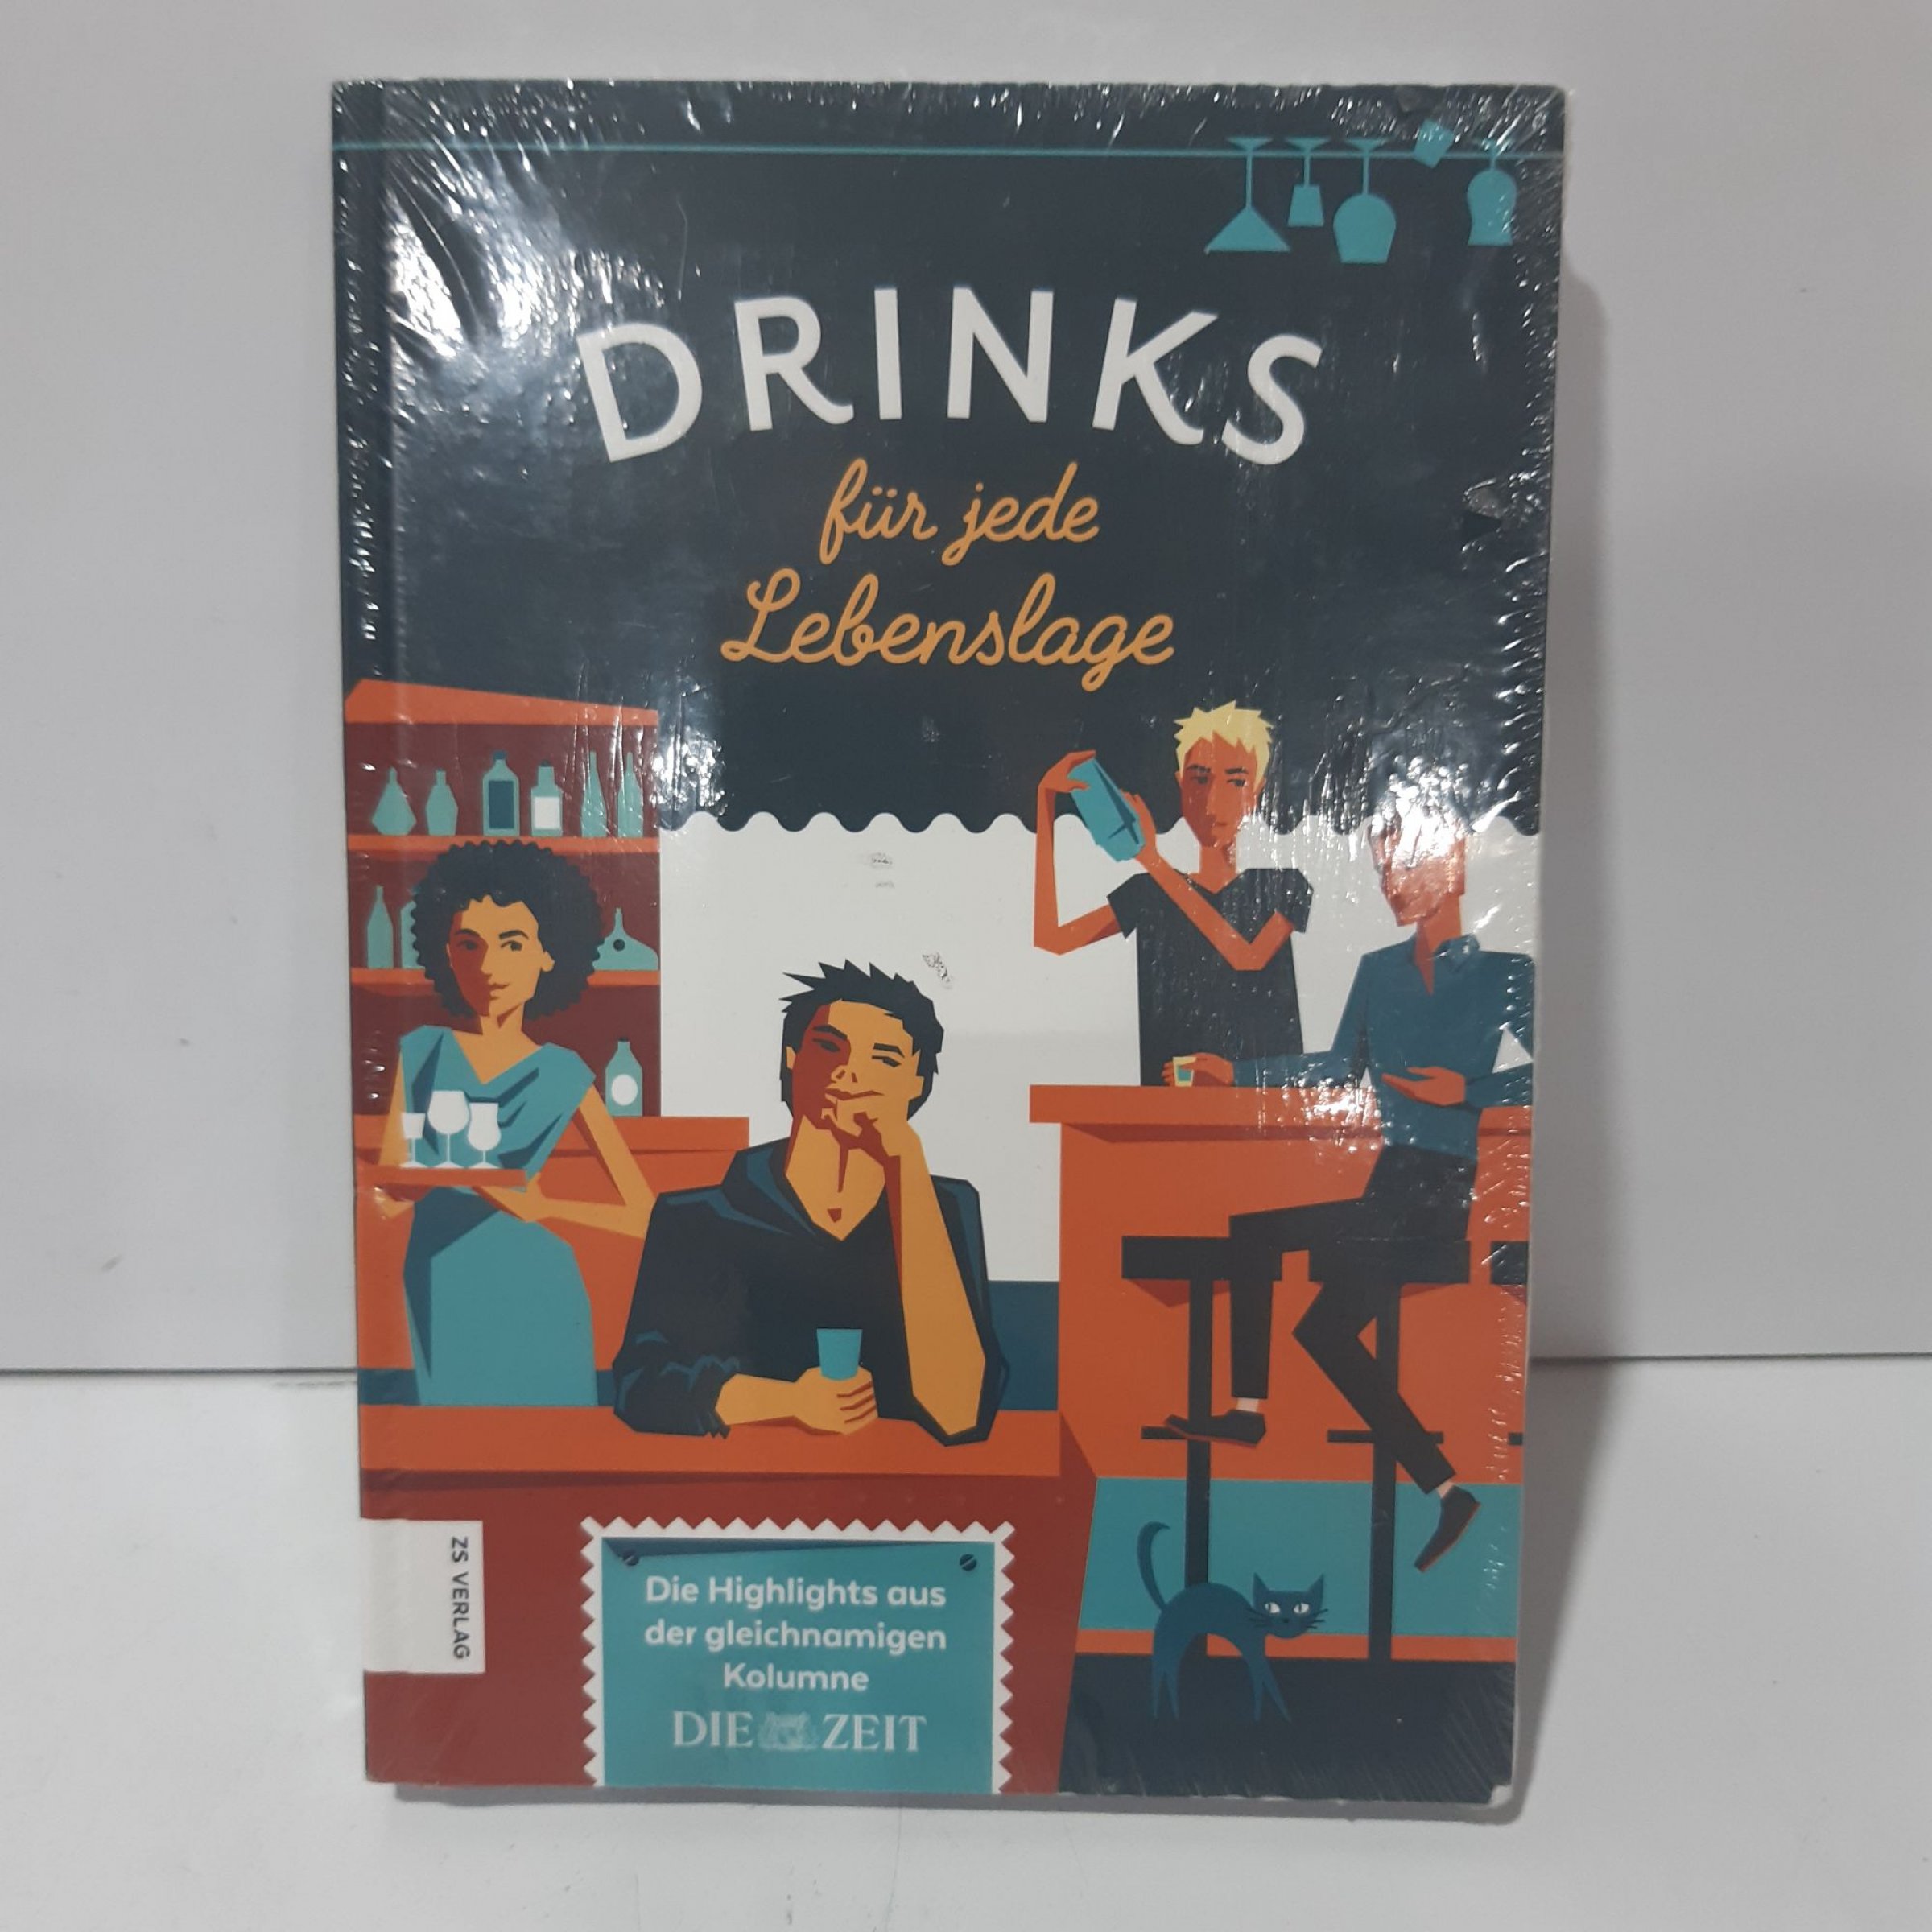 DRINKS
für jede
Lebenslage
ZS VERLAG
Die Highlights aus
der gleichnamigen
Kolumne
DIE ZEIT